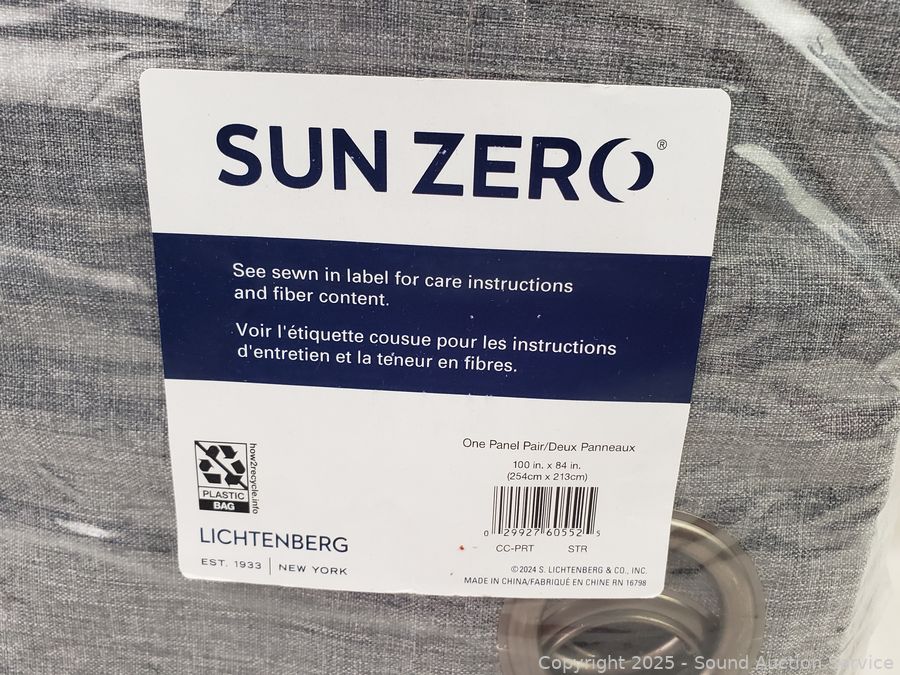 SUN ZERO®
See sewn in label for care instructions
and fiber content.
Voir l'étiquette cousue pour les instructions
d'entretien et la teneur en fibres.
One Panel Pair/Deux Panneaux
100 in. x 84 in.
(254cm x 213cm)
how2recycle.info
PLASTIC
BAG
0 29927 60552 5
CC-PRT STR
LICHTENBERG
EST. 1933 | NEW YORK
©2024 S. LICHTENBERG & CO., INC.
MADE IN CHINA/FABRIQUÉ EN CHINE RN 16798
Copyright 2025 - Sound Auction Service